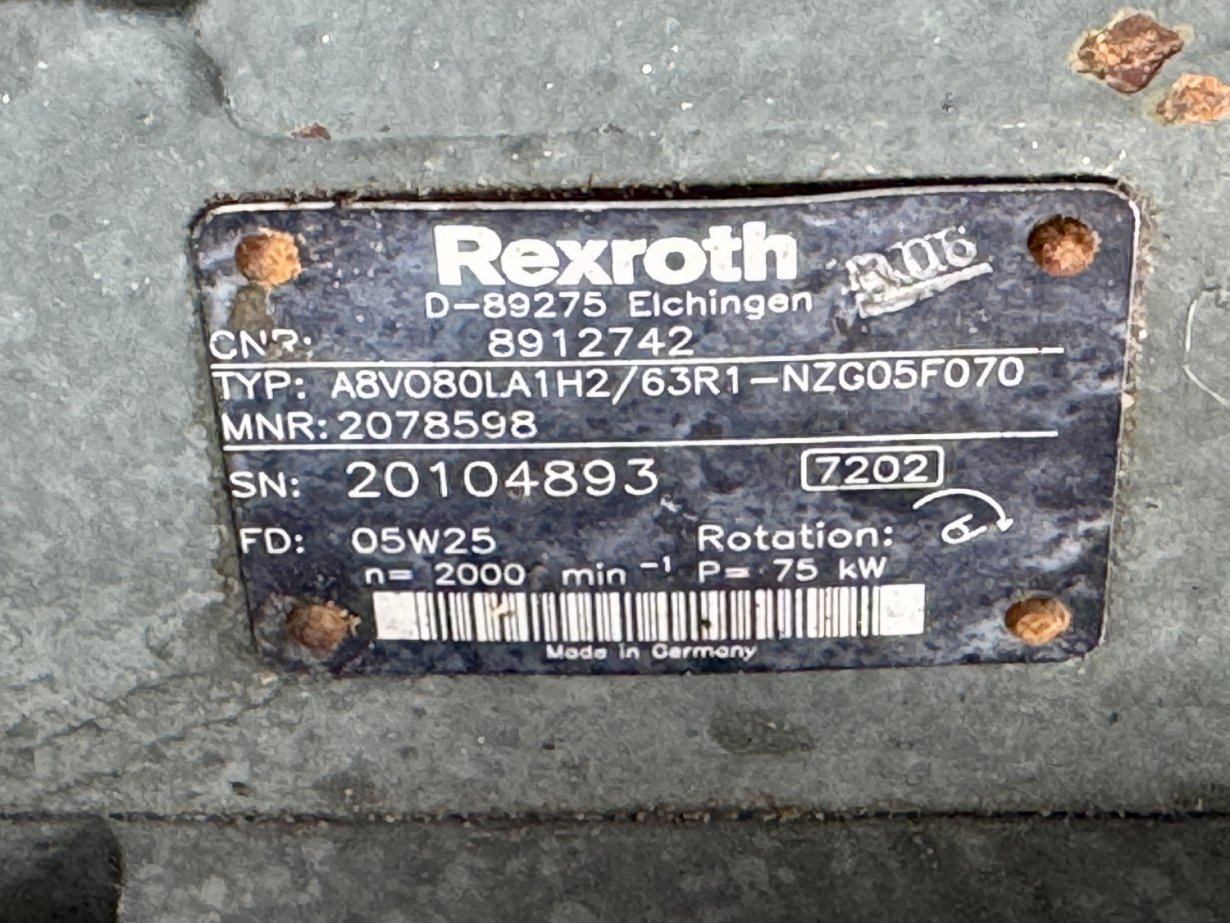 Rexroth
D-89275 Elchingen
CNR: 8912742
TYP: A8VO80LA1H2/63R1-NZG05F070
MNR: 2078598
SN: 20104893 7202
FD: 05W25 Rotation:
n= 2000 min -1 P= 75 kW
Made in Germany